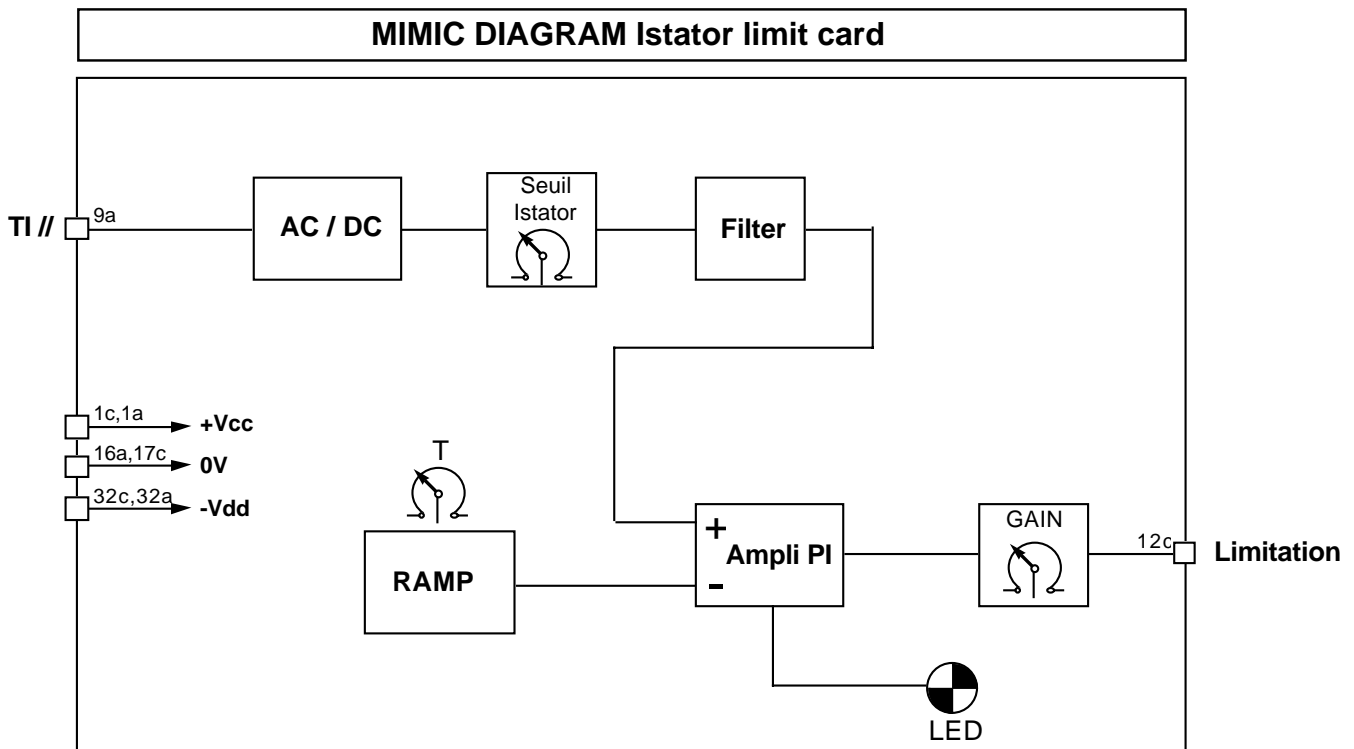 MIMIC DIAGRAM Istator limit card
TI //
9a
AC / DC
Seuil
Istator
Filter
1c,1a
+Vcc
16a,17c
0V
32c,32a
-Vdd
T
RAMP
+
Ampli PI
-
GAIN
12c
Limitation
LED